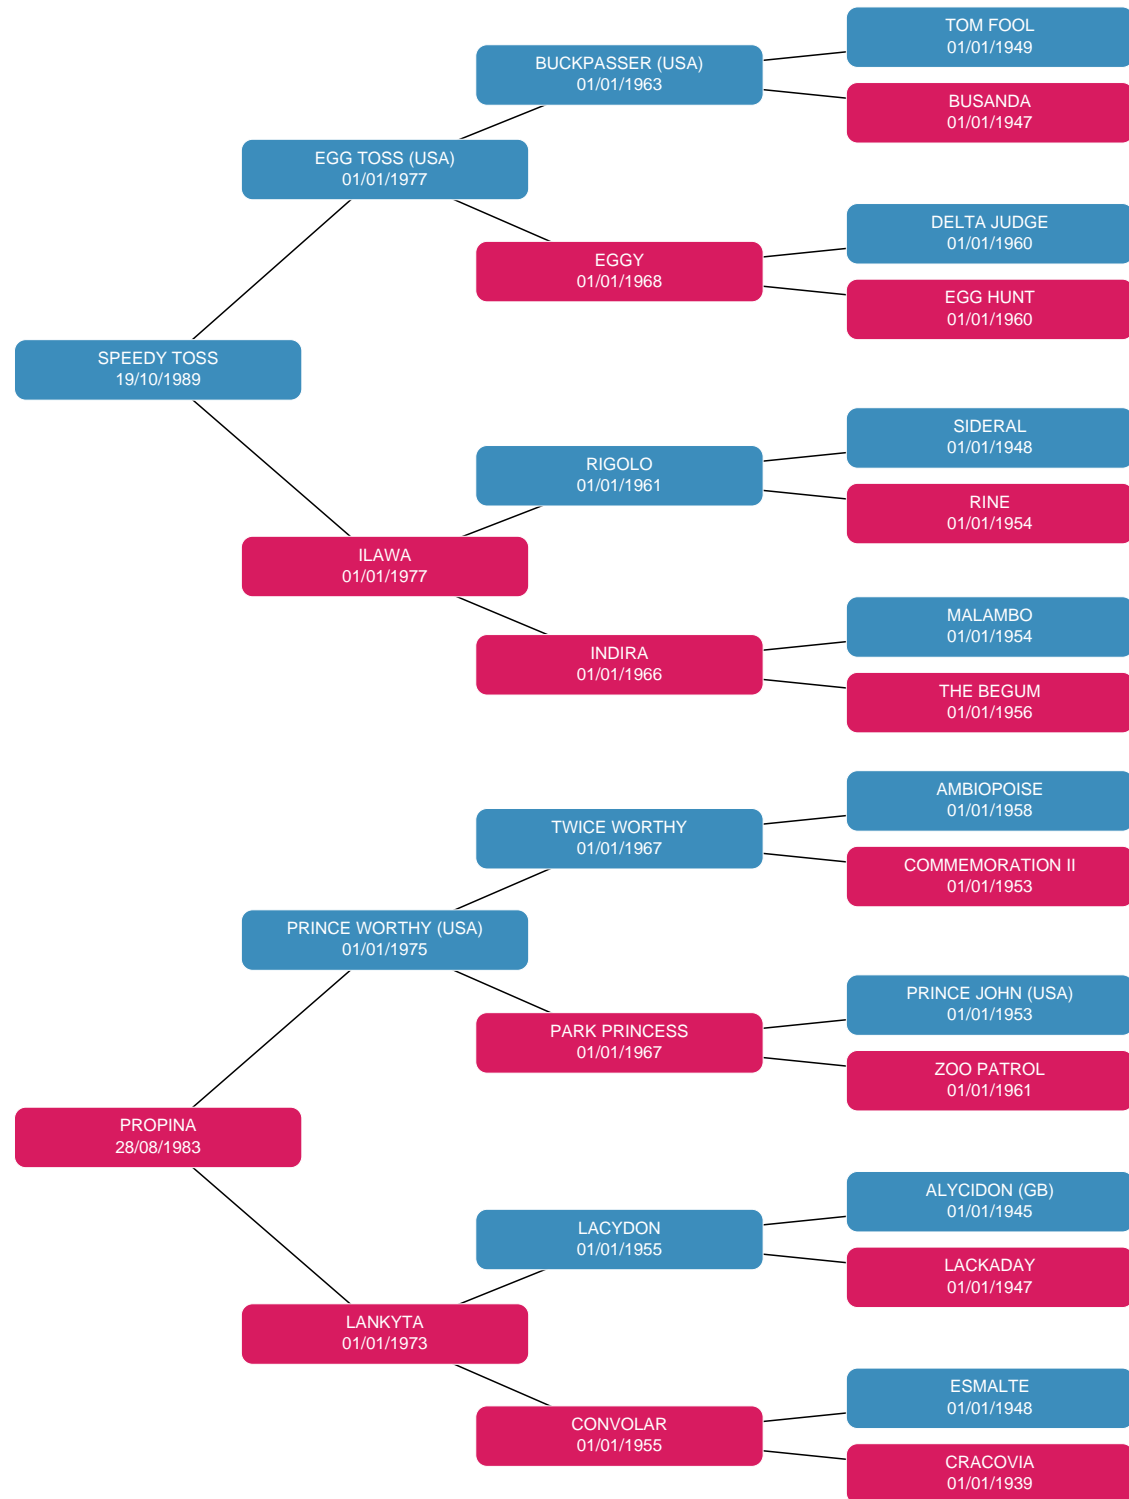 TOM FOOL
01/01/1949
BUCKPASSER (USA)
01/01/1963
BUSANDA
01/01/1947
EGG TOSS (USA)
01/01/1977
DELTA JUDGE
01/01/1960
EGGY
01/01/1968
EGG HUNT
01/01/1960
SPEEDY TOSS
19/10/1989
SIDERAL
01/01/1948
RIGOLO
01/01/1961
RINE
01/01/1954
ILAWA
01/01/1977
MALAMBO
01/01/1954
INDIRA
01/01/1966
THE BEGUM
01/01/1956
AMBIOPOISE
01/01/1958
TWICE WORTHY
01/01/1967
COMMEMORATION II
01/01/1953
PRINCE WORTHY (USA)
01/01/1975
PRINCE JOHN (USA)
01/01/1953
PARK PRINCESS
01/01/1967
ZOO PATROL
01/01/1961
PROPINA
28/08/1983
ALYCIDON (GB)
01/01/1945
LACYDON
01/01/1955
LACKADAY
01/01/1947
LANKYTA
01/01/1973
ESMALTE
01/01/1948
CONVOLAR
01/01/1955
CRACOVIA
01/01/1939